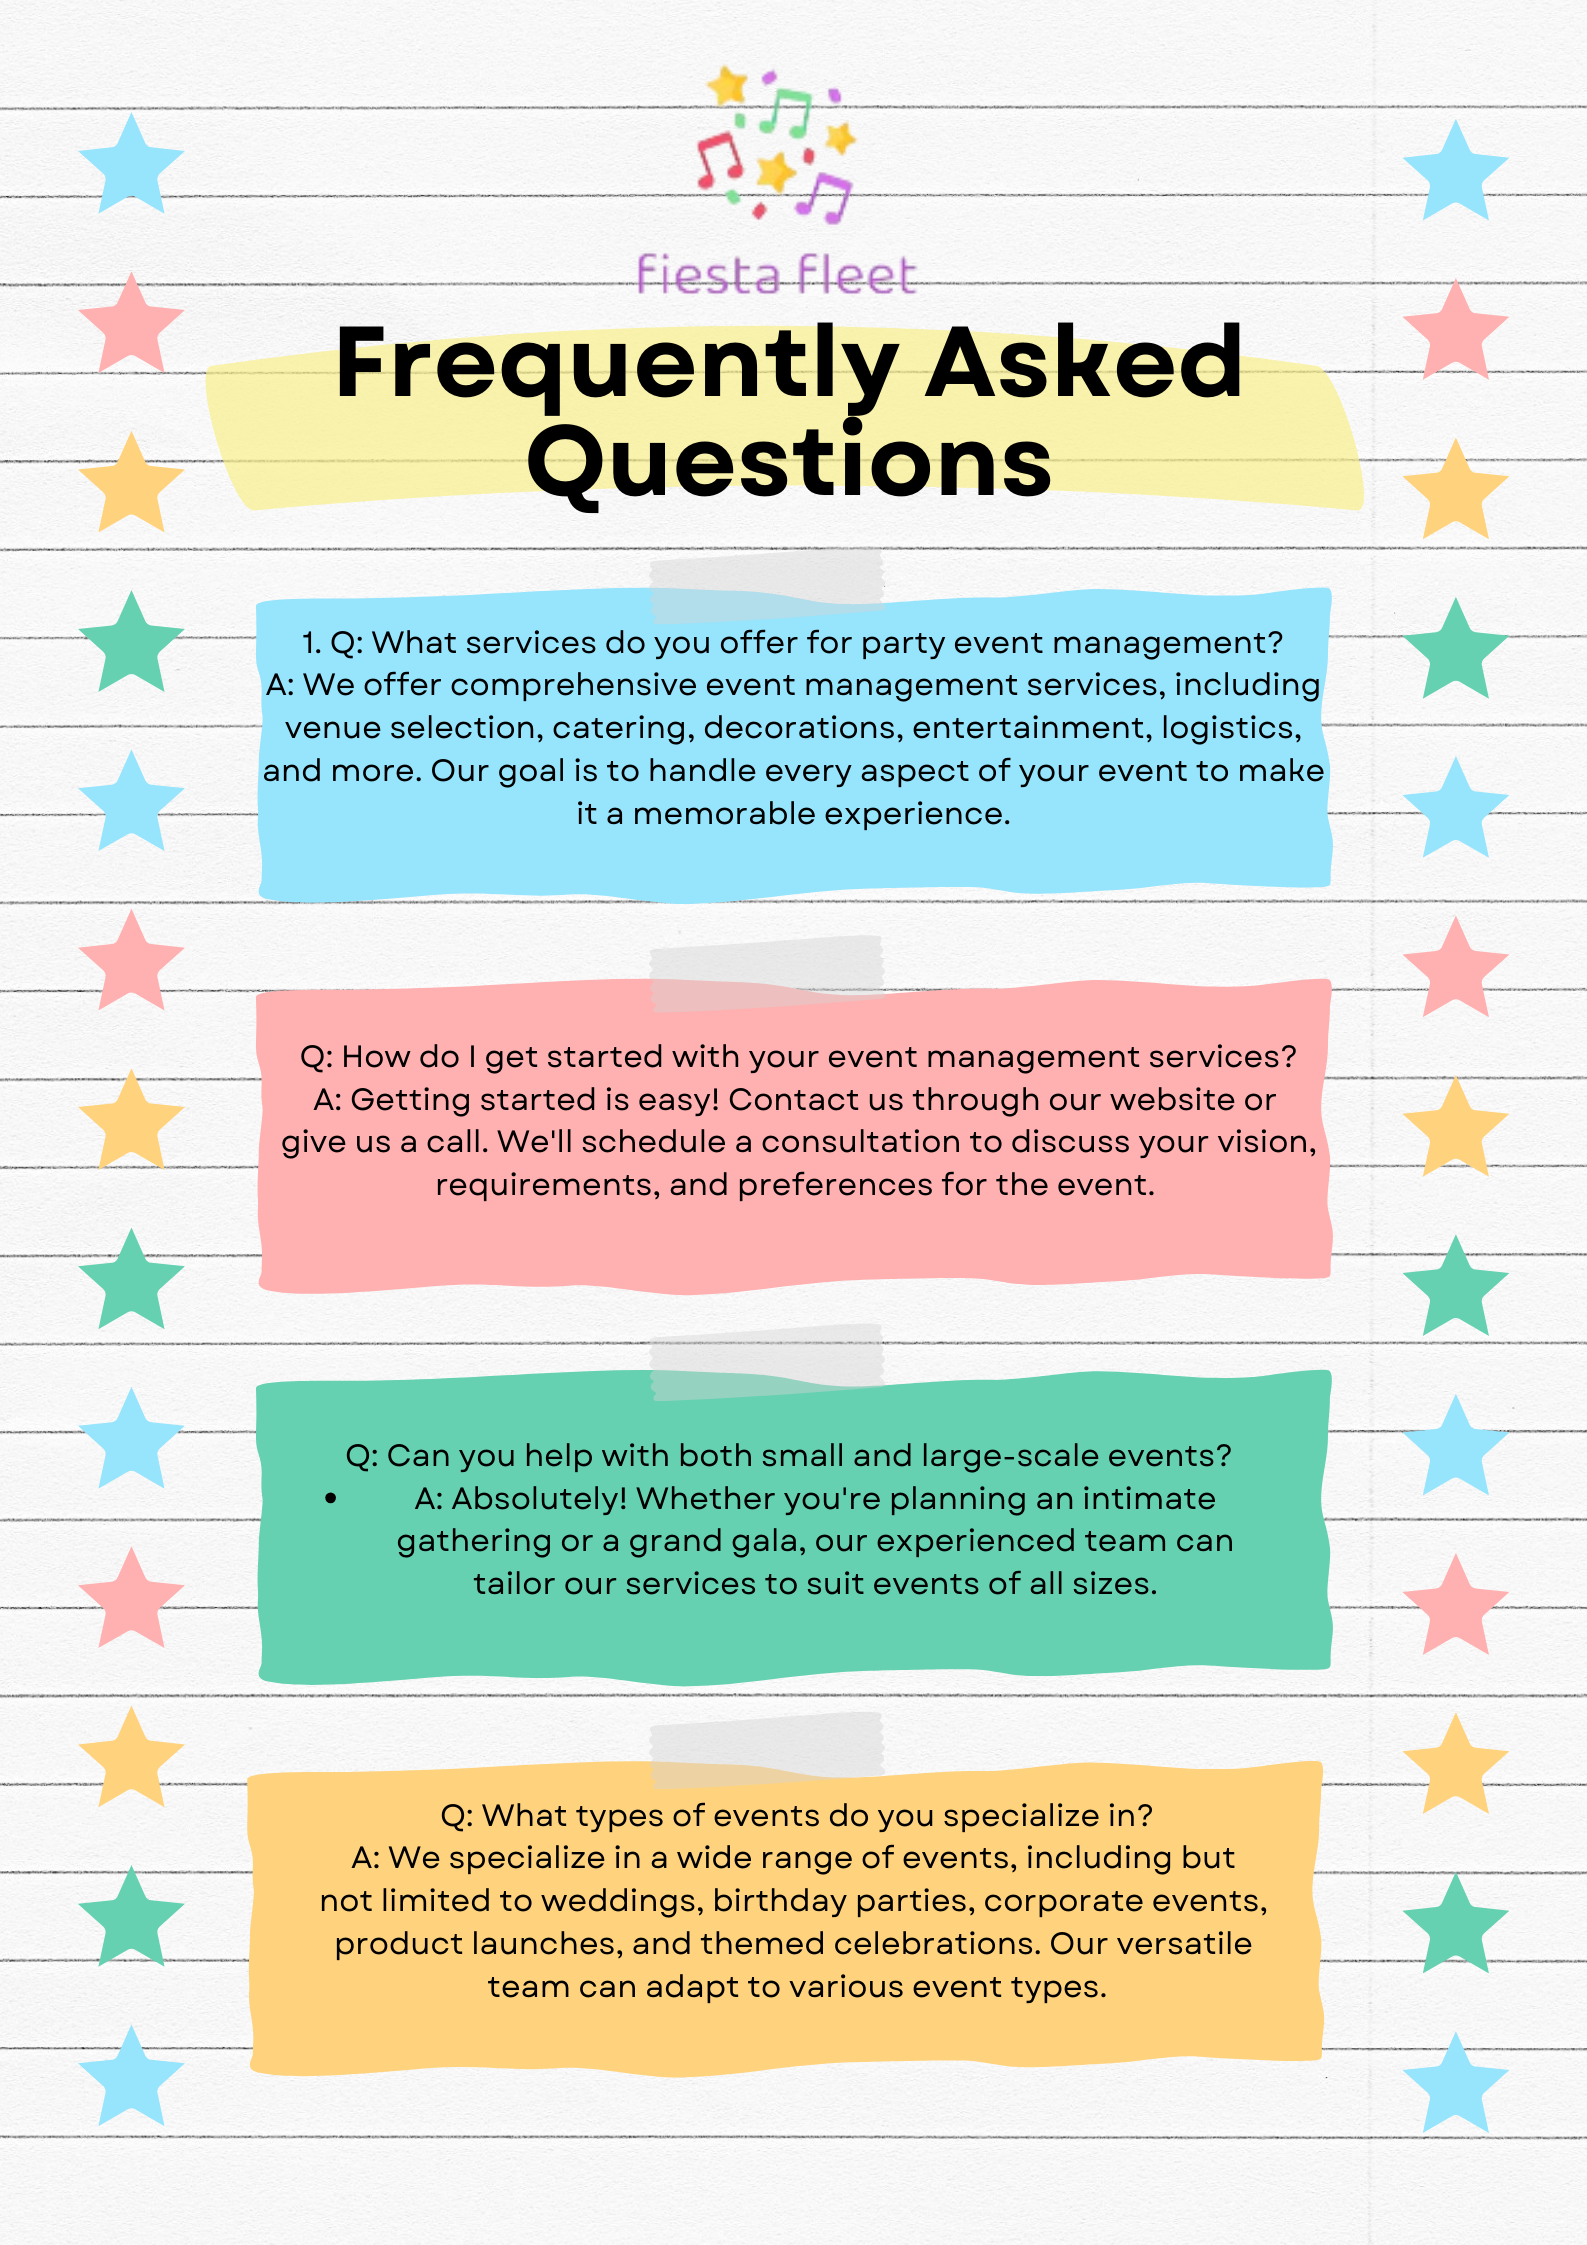 fiesta fleet
Frequently Asked
Questions
1. Q: What services do you offer for party event management?
A: We offer comprehensive event management services, including
venue selection, catering, decorations, entertainment, logistics,
and more. Our goal is to handle every aspect of your event to make
it a memorable experience.
Q: How do I get started with your event management services?
A: Getting started is easy! Contact us through our website or
give us a call. We'll schedule a consultation to discuss your vision,
requirements, and preferences for the event.
Q: Can you help with both small and large-scale events?
• A: Absolutely! Whether you're planning an intimate
gathering or a grand gala, our experienced team can
tailor our services to suit events of all sizes.
Q: What types of events do you specialize in?
A: We specialize in a wide range of events, including but
not limited to weddings, birthday parties, corporate events,
product launches, and themed celebrations. Our versatile
team can adapt to various event types.